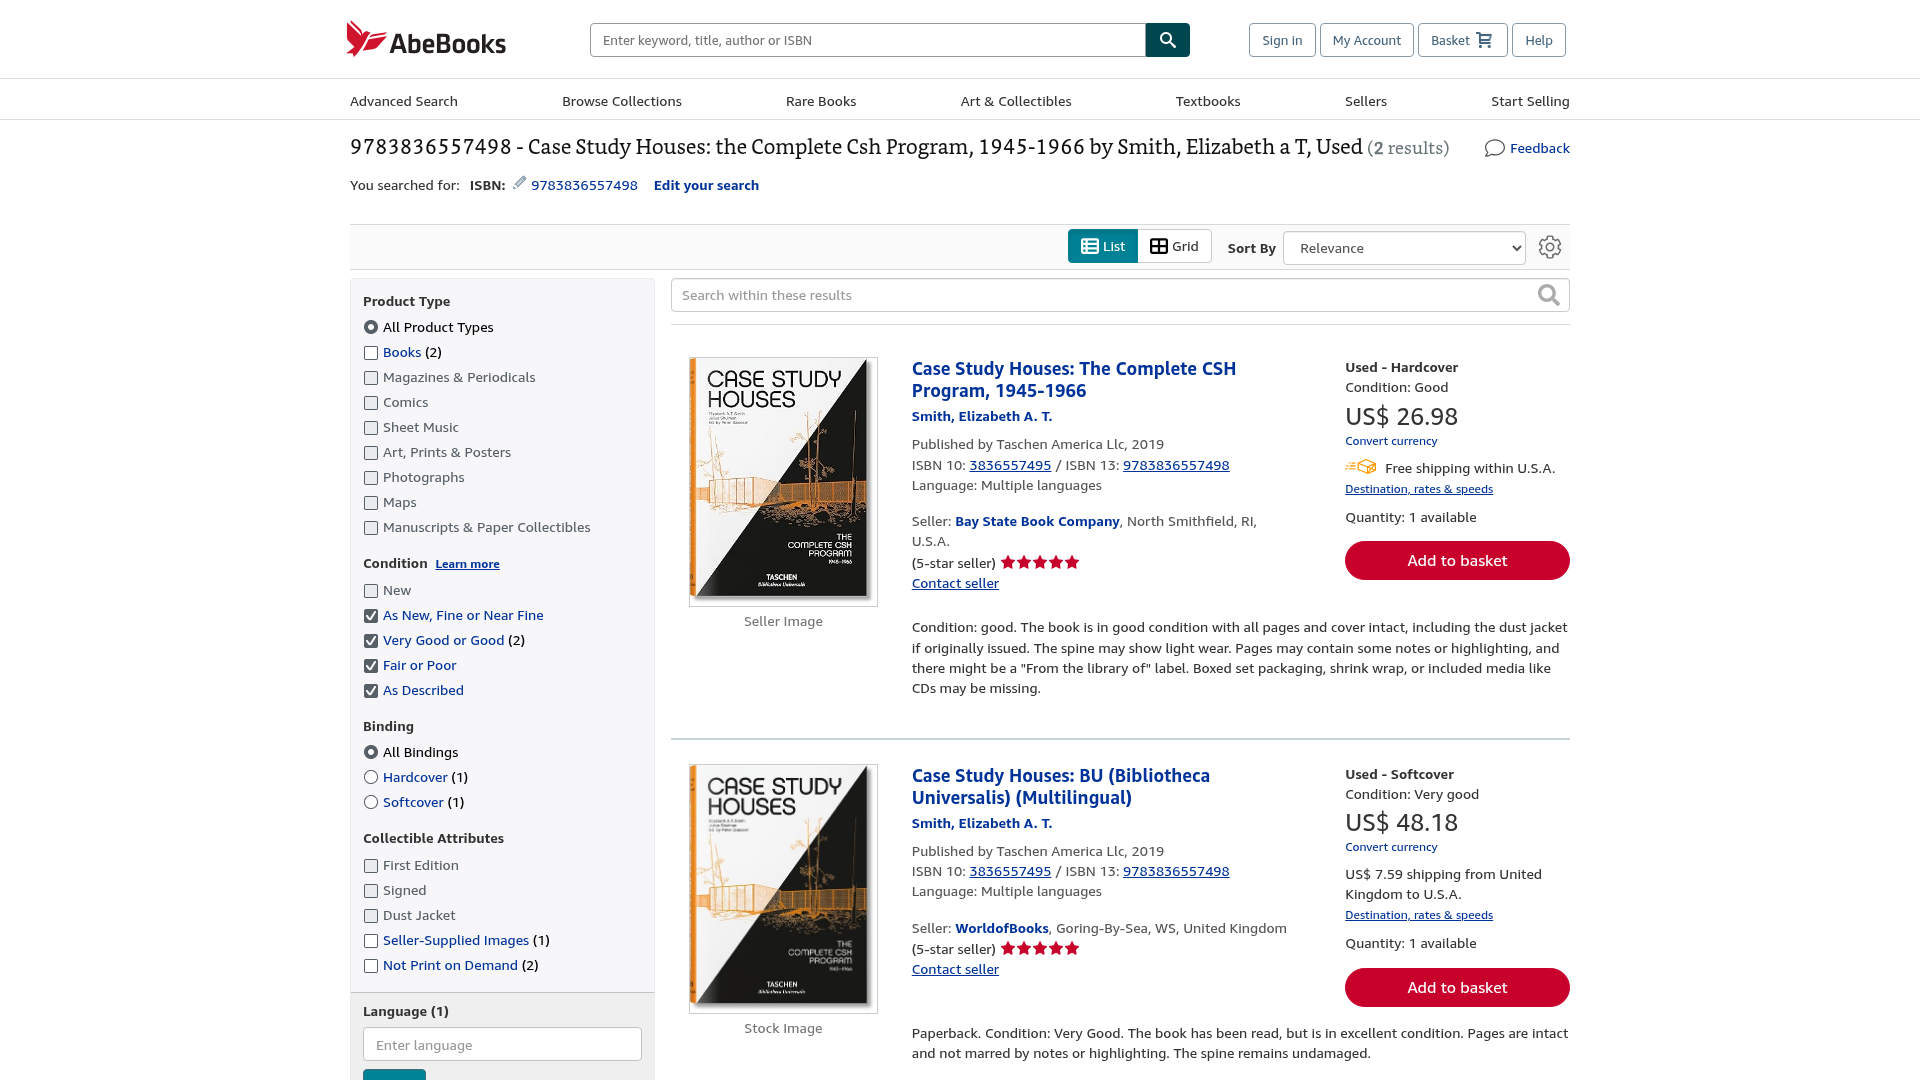 AbeBooks
Enter keyword, title, author or ISBN
Sign in
My Account
Basket
Help
Advanced Search
Browse Collections
Rare Books
Art & Collectibles
Textbooks
Sellers
Start Selling
9783836557498 - Case Study Houses: the Complete Csh Program, 1945-1966 by Smith, Elizabeth a T, Used (2 results)
Feedback
You searched for: ISBN: 9783836557498 Edit your search
List
Grid
Sort By
Relevance
Product Type
All Product Types
Books (2)
Magazines & Periodicals
Comics
Sheet Music
Art, Prints & Posters
Photographs
Maps
Manuscripts & Paper Collectibles
Condition Learn more
New
As New, Fine or Near Fine
Very Good or Good (2)
Fair or Poor
As Described
Binding
All Bindings
Hardcover (1)
Softcover (1)
Collectible Attributes
First Edition
Signed
Dust Jacket
Seller-Supplied Images (1)
Not Print on Demand (2)
Language (1)
Enter language
Search within these results
CASE STUDY
HOUSES
THE
COMPLETE CSH
PROGRAM
1945-1966
TASCHEN
Bibliotheca Universalis
Seller Image
Case Study Houses: The Complete CSH
Program, 1945-1966
Smith, Elizabeth A. T.
Published by Taschen America Llc, 2019
ISBN 10: 3836557495 / ISBN 13: 9783836557498
Language: Multiple languages
Seller: Bay State Book Company, North Smithfield, RI,
U.S.A.
(5-star seller)
Contact seller
Used - Hardcover
Condition: Good
US$ 26.98
Convert currency
Free shipping within U.S.A.
Destination, rates & speeds
Quantity: 1 available
Add to basket
Condition: good. The book is in good condition with all pages and cover intact, including the dust jacket
if originally issued. The spine may show light wear. Pages may contain some notes or highlighting, and
there might be a "From the library of" label. Boxed set packaging, shrink wrap, or included media like
CDs may be missing.
CASE STUDY
HOUSES
THE
COMPLETE CSH
PROGRAM
1945-1966
TASCHEN
Bibliotheca Universalis
Stock Image
Case Study Houses: BU (Bibliotheca
Universalis) (Multilingual)
Smith, Elizabeth A. T.
Published by Taschen America Llc, 2019
ISBN 10: 3836557495 / ISBN 13: 9783836557498
Language: Multiple languages
Seller: WorldofBooks, Goring-By-Sea, WS, United Kingdom
(5-star seller)
Contact seller
Used - Softcover
Condition: Very good
US$ 48.18
Convert currency
US$ 7.59 shipping from United
Kingdom to U.S.A.
Destination, rates & speeds
Quantity: 1 available
Add to basket
Paperback. Condition: Very Good. The book has been read, but is in excellent condition. Pages are intact
and not marred by notes or highlighting. The spine remains undamaged.